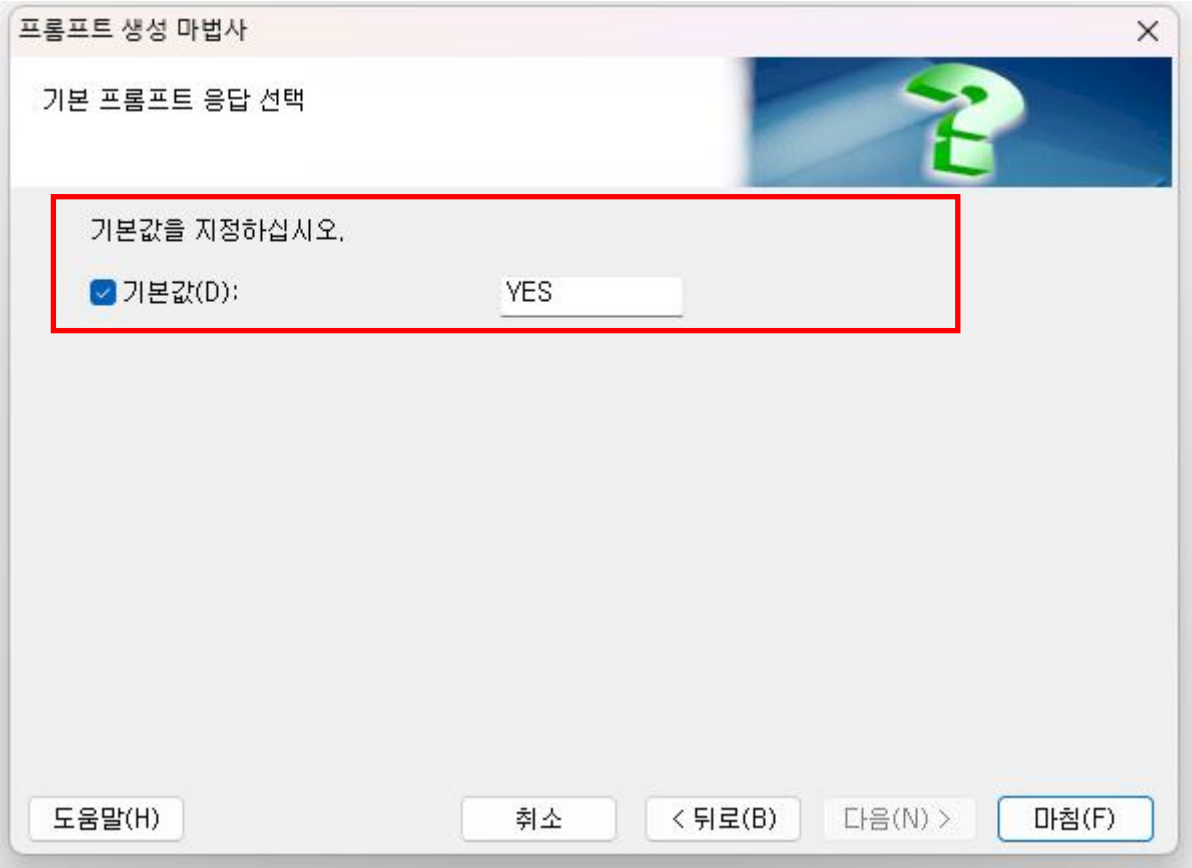 프롬프트 생성 마법사
기본 프롬프트 응답 선택
기본값을 지정하십시오.
기본값(D): YES
도움말(H) 취소 < 뒤로(B) 다음(N) > 마침(F)